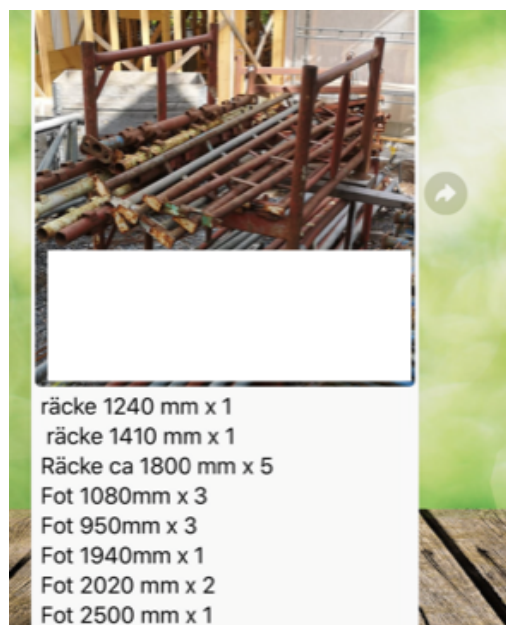 räcke 1240 mm x 1
räcke 1410 mm x 1
Räcke ca 1800 mm x 5
Fot 1080mm x 3
Fot 950mm x 3
Fot 1940mm x 1
Fot 2020 mm x 2
Fot 2500 mm x 1